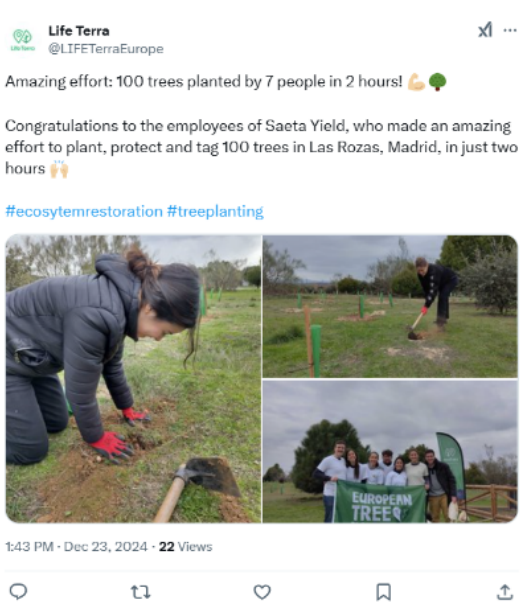 Life Terra
@LIFETerraEurope
Amazing effort: 100 trees planted by 7 people in 2 hours! 💪🏻🌳
Congratulations to the employees of Saeta Yield, who made an amazing
effort to plant, protect and tag 100 trees in Las Rozas, Madrid, in just two
hours 🙌🏻
#ecosytemrestoration #treeplanting
EUROPEAN
TREE
1:43 PM · Dec 23, 2024 · 22 Views